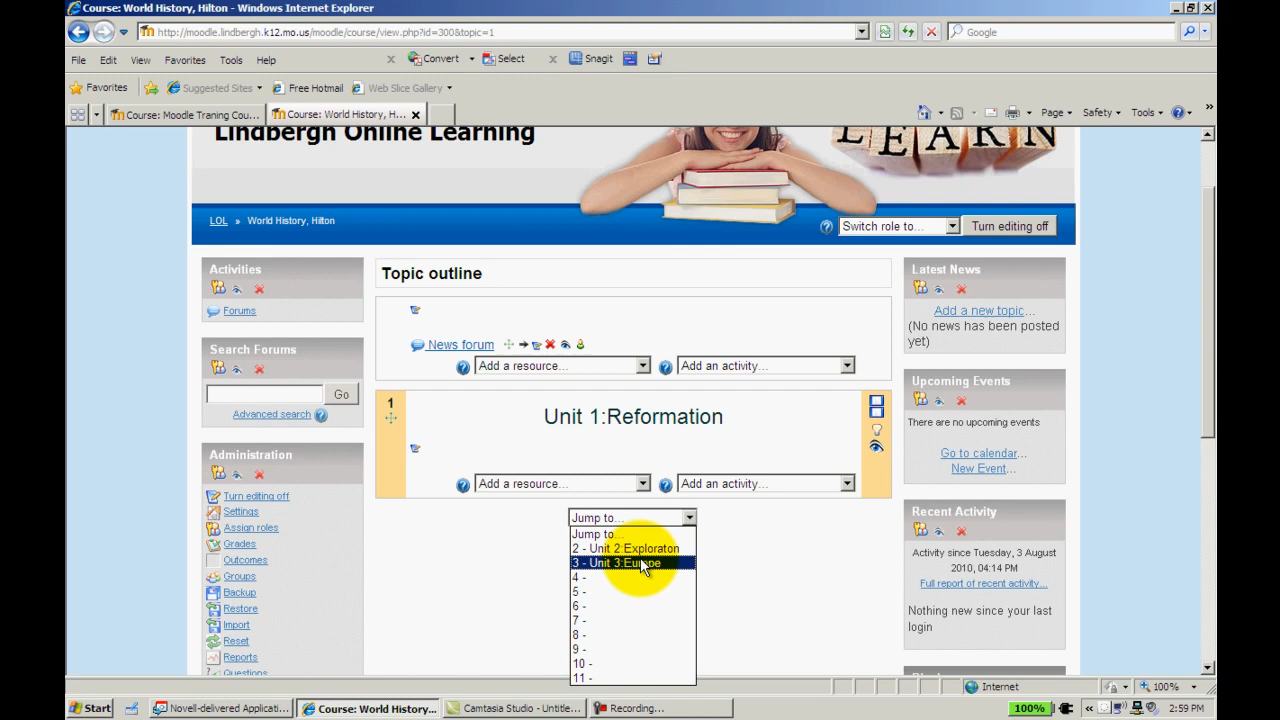 Course: World History, Hilton - Windows Internet Explorer
http://moodle.lindbergh.k12.mo.us/moodle/course/view.php?id=300&topic=1
Google
File Edit View Favorites Tools Help
Convert Select Snagit
Favorites Suggested Sites Free Hotmail Web Slice Gallery
Course: Moodle Traning Cou... Course: World History, H... Page Safety Tools
Lindbergh Online Learning
LEARN
LOL » World History, Hilton
Switch role to... Turn editing off
Activities
Forums
Search Forums
Go
Advanced search
Administration
Turn editing off
Settings
Assign roles
Grades
Outcomes
Groups
Backup
Restore
Import
Reset
Reports
Questions
Topic outline
News forum
Add a resource... Add an activity...
1
Unit 1:Reformation
Add a resource... Add an activity...
Jump to...
Jump to...
2 - Unit 2:Exploraton
3 - Unit 3:Europe
4 -
5 -
6 -
7 -
8 -
9 -
10 -
11 -
Latest News
Add a new topic...
(No news has been posted
yet)
Upcoming Events
There are no upcoming events
Go to calendar...
New Event...
Recent Activity
Activity since Tuesday, 3 August
2010, 04:14 PM
Full report of recent activity...
Nothing new since your last
login
Internet 100%
Start Novell-delivered Applicati... Course: World History... Camtasia Studio - Untitle... Recording... 100% 2:59 PM